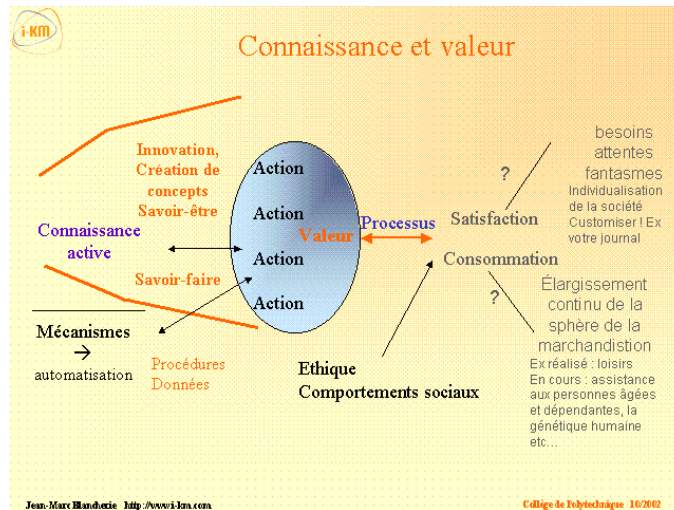 i-KM
Connaissance et valeur
Innovation,
Création de
concepts
Savoir-être
Connaissance
active
Savoir-faire
Mécanismes
→
automatisation
Procédures
Données
Action
Action
Valeur
Action
Action
Processus
Ethique
Comportements sociaux
?
Satisfaction
Consommation
?
besoins
attentes
fantasmes
Individualisation
de la société
Customiser ! Ex
votre journal
Élargissement
continu de la
sphère de la
marchandistion
Ex réalisé : loisirs
En cours : assistance
aux personnes âgées
et dépendantes, la
génétique humaine
etc...
Jean-Marc Blancherie http://www.i-km.com
Collège de Polytechnique 10/2002